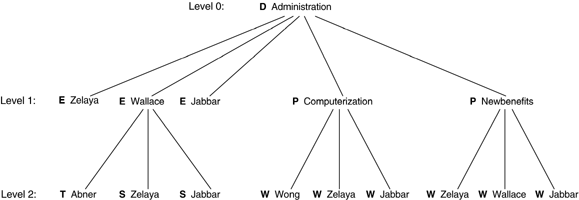 Level 0: D Administration
Level 1: E Zelaya E Wallace E Jabbar P Computerization P Newbenefits
Level 2: T Abner S Zelaya S Jabbar W Wong W Zelaya W Jabbar W Zelaya W Wallace W Jabbar